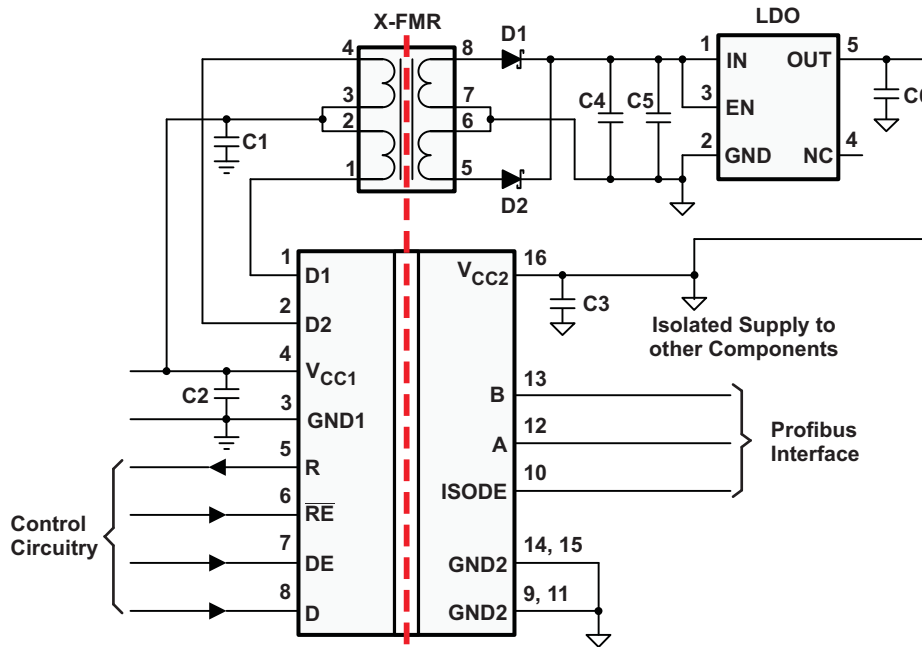 X-FMR
LDO
D1
4
8
1
5
IN
OUT
C4
C5
3
7
3
EN
2
6
C1
2
GND
NC
4
1
5
D2
1
D1
16
VCC2
C3
2
D2
Isolated Supply to
other Components
4
VCC1
C2
3
GND1
13
B
12
A
Profibus
Interface
5
R
10
ISODE
6
RE
Control
Circuitry
7
DE
14, 15
GND2
8
D
9, 11
GND2